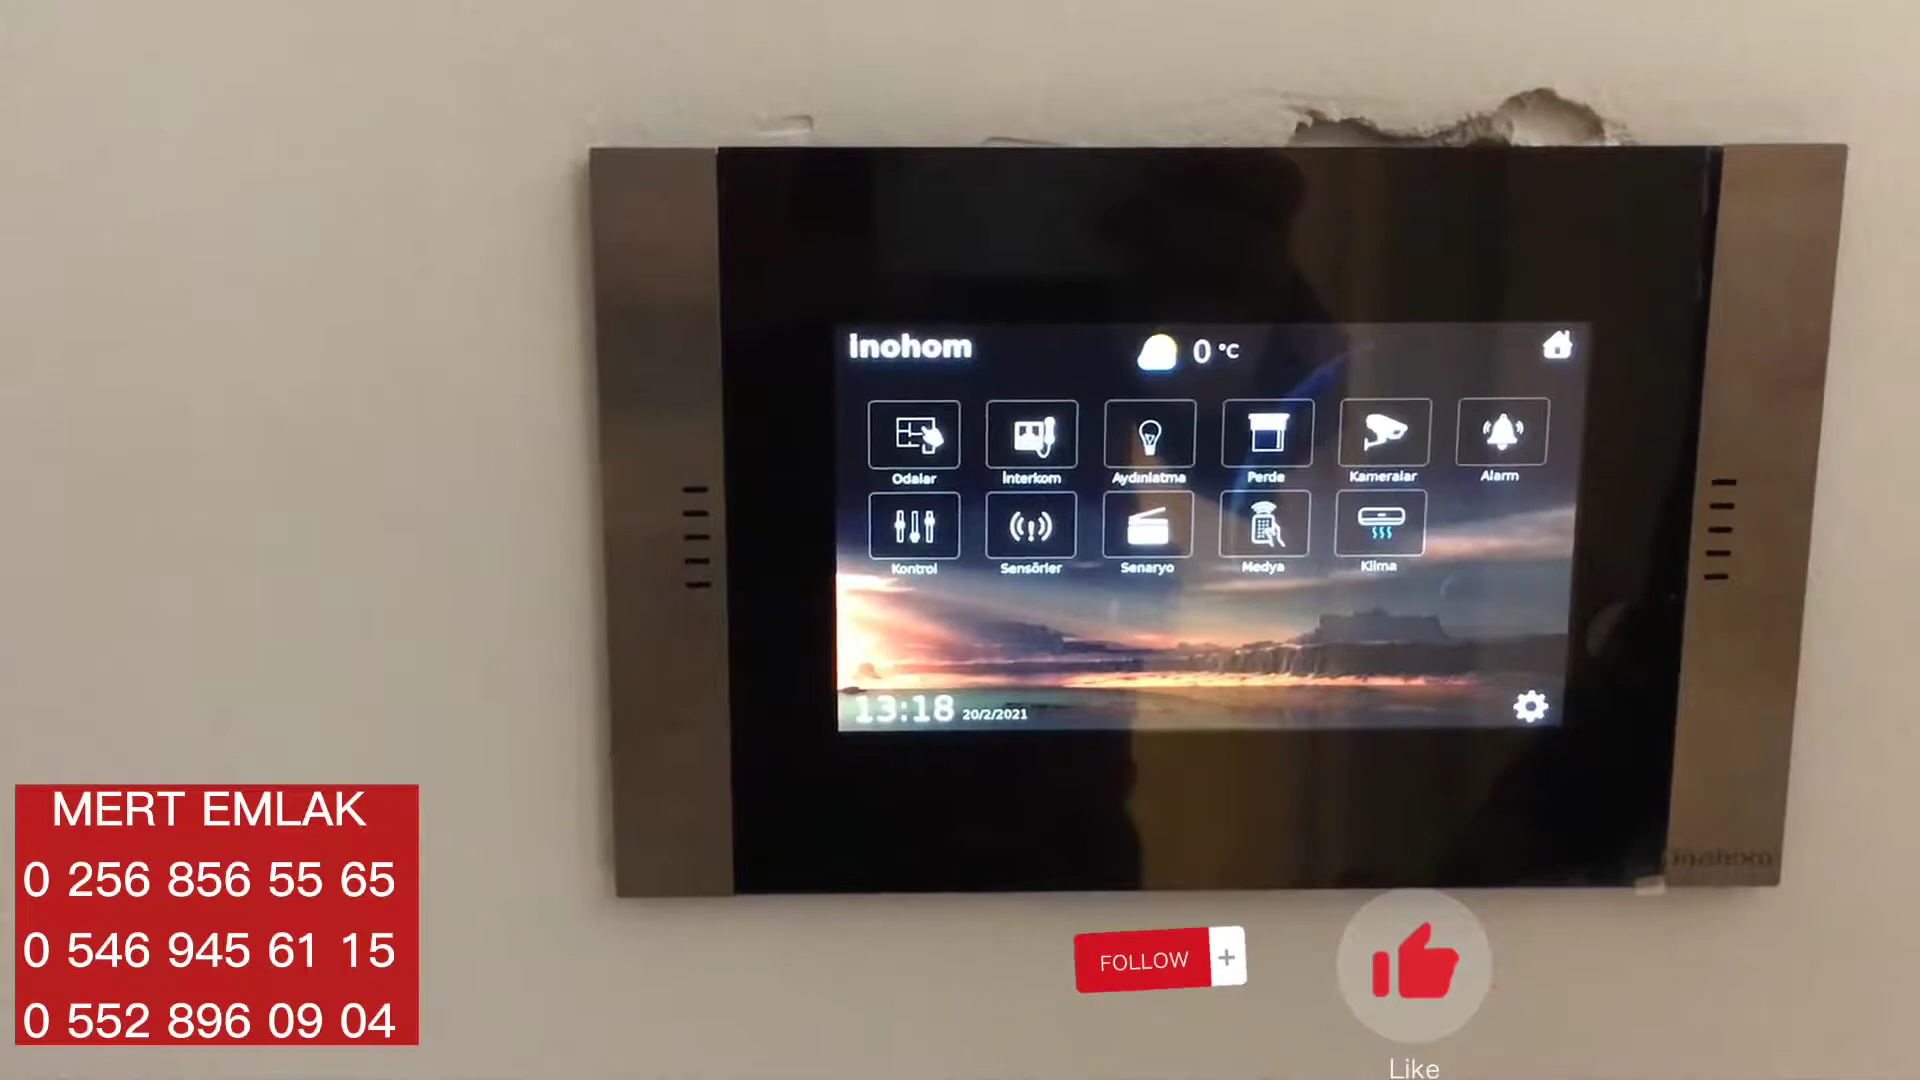 inohom
0 °C
Odalar
İnterkom
Aydınlatma
Perde
Kameralar
Alarm
Kontrol
Sensörler
Senaryo
Medya
Klima
13:18 20/2/2021
inohom
MERT EMLAK
0 256 856 55 65
0 546 945 61 15
0 552 896 09 04
FOLLOW +
Like